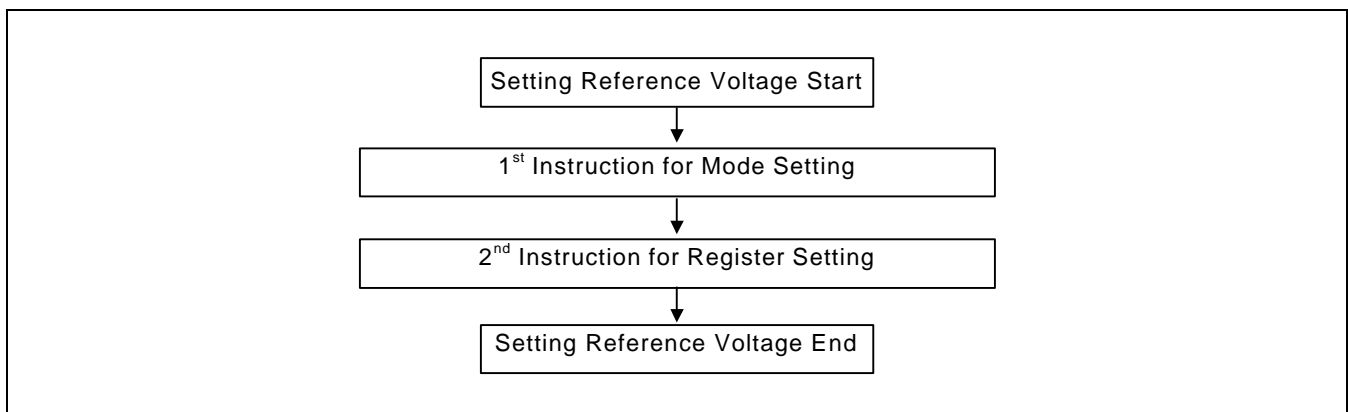 Setting Reference Voltage Start
1st Instruction for Mode Setting
2nd Instruction for Register Setting
Setting Reference Voltage End